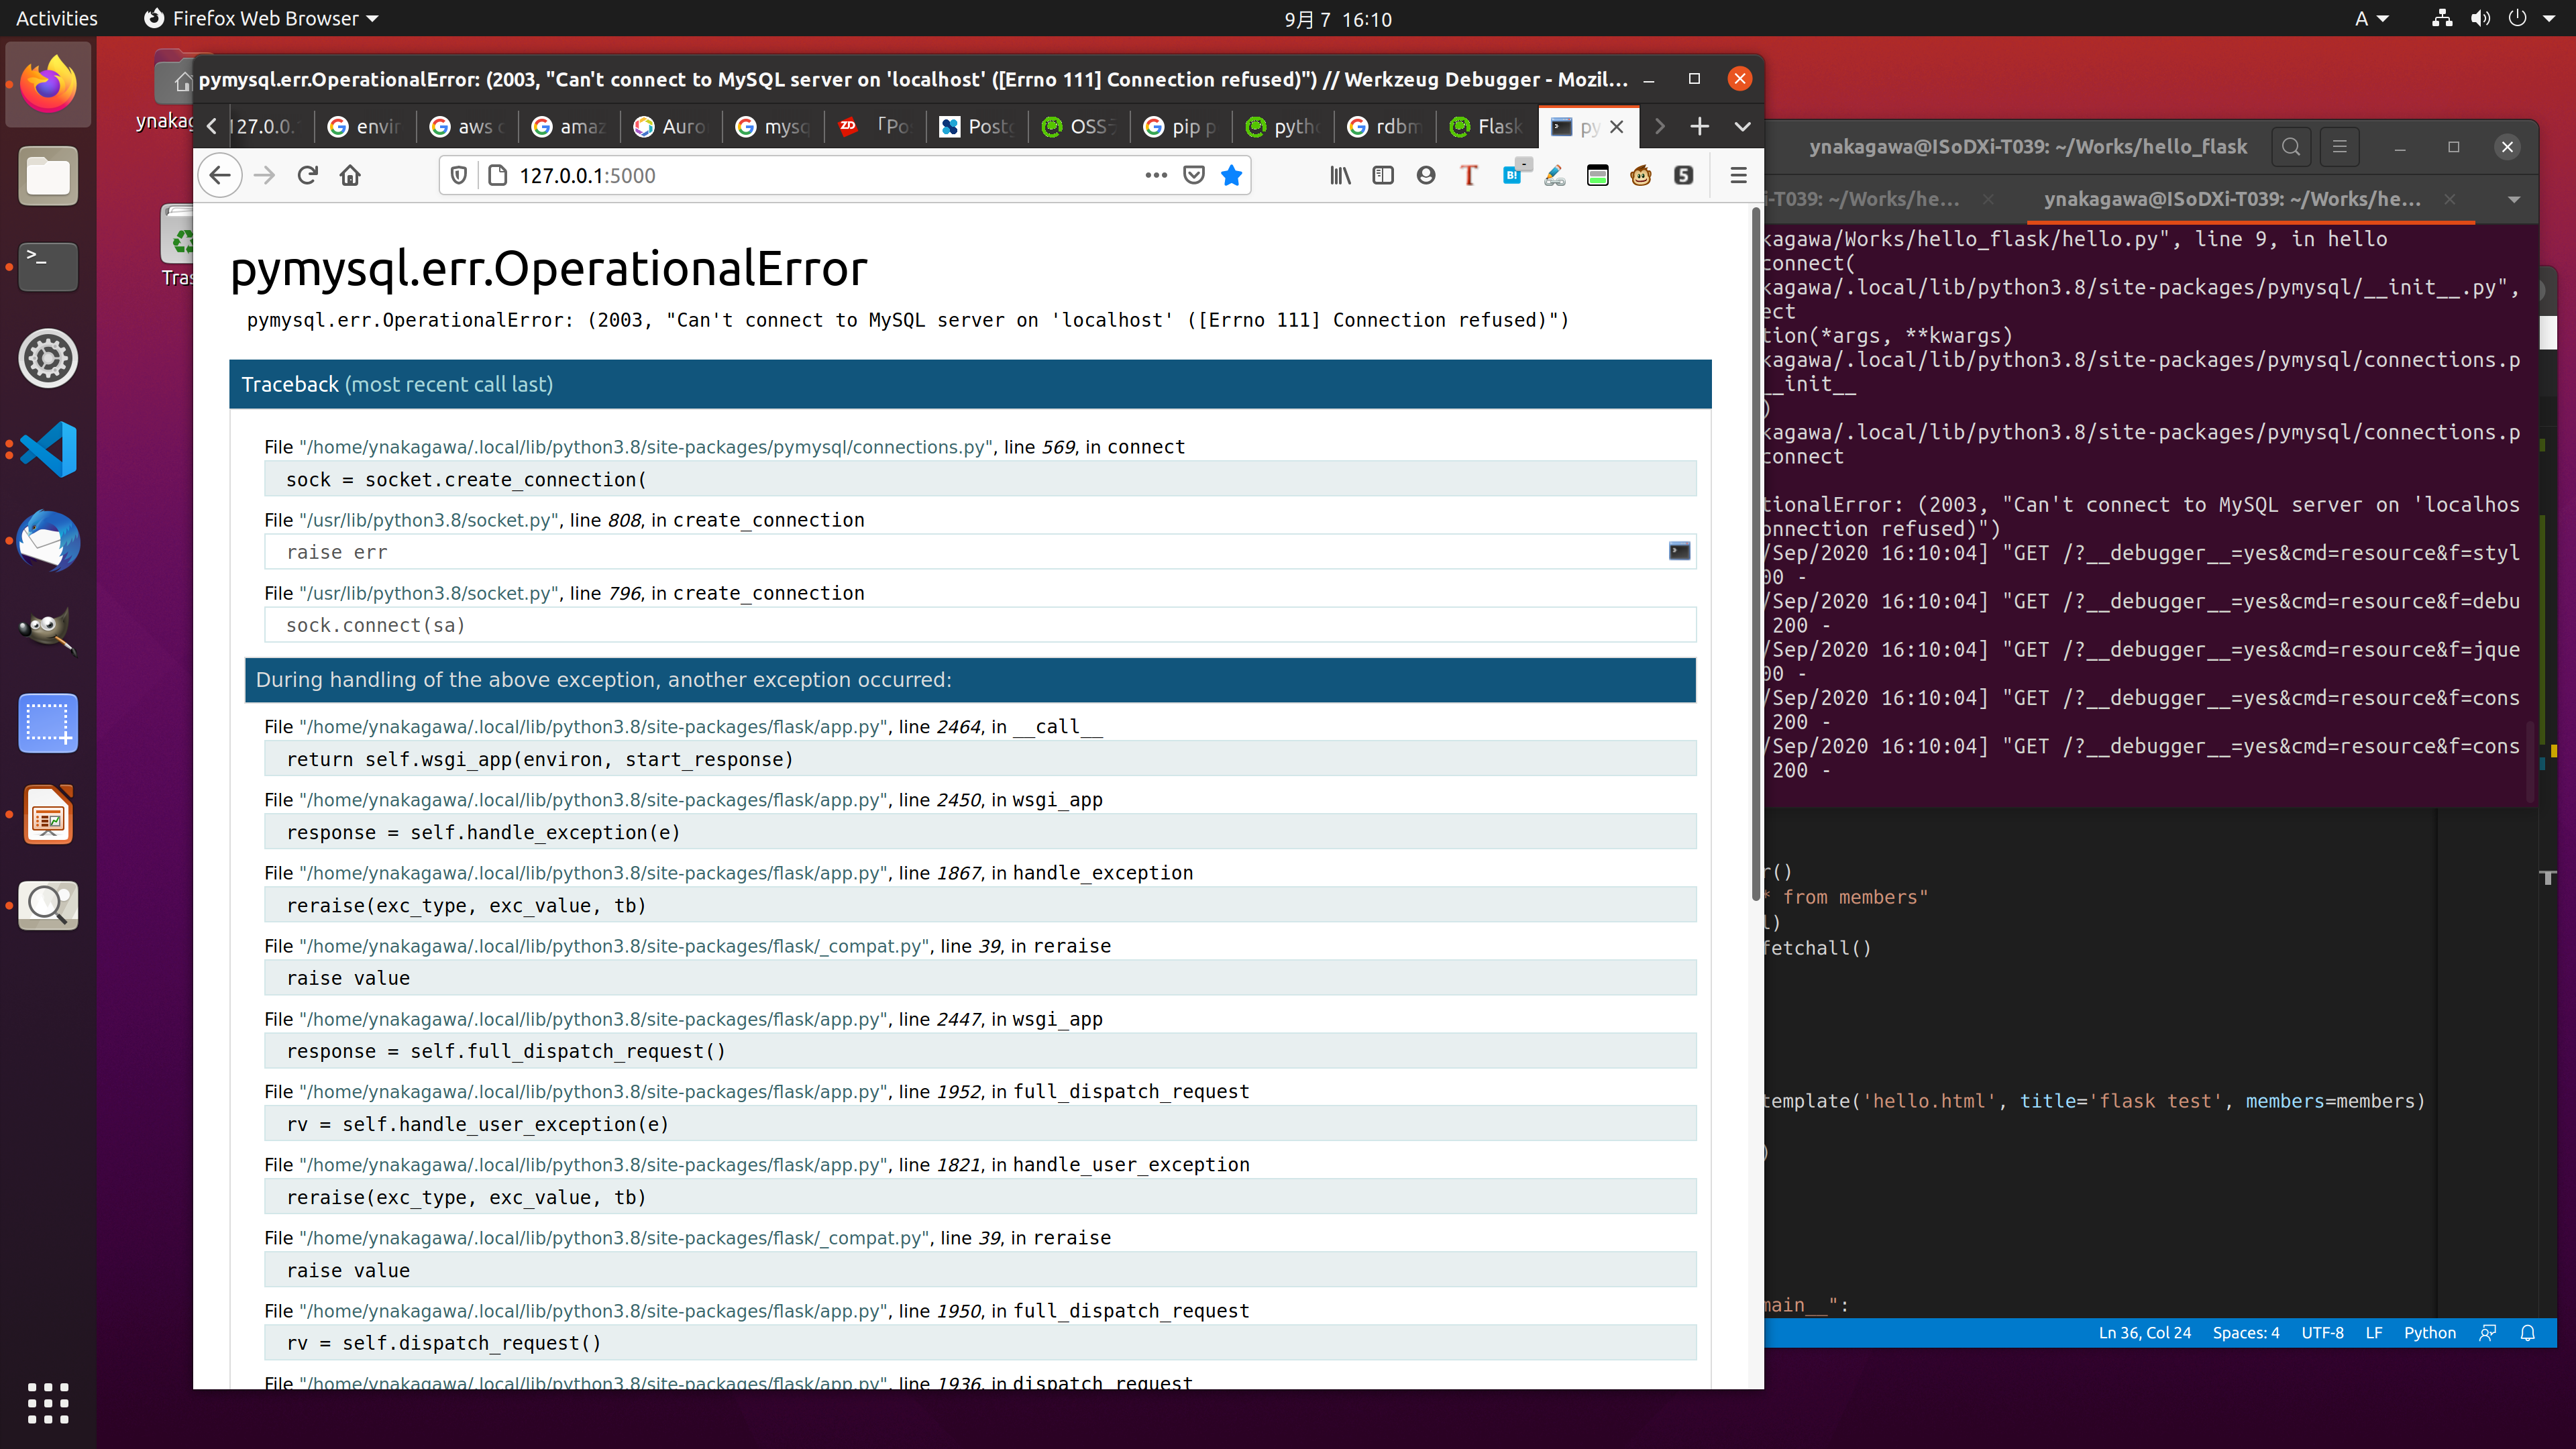 Activities
Firefox Web Browser
9月 7 16:10
A
pymysql.err.OperationalError: (2003, "Can't connect to MySQL server on 'localhost' ([Errno 111] Connection refused)") // Werkzeug Debugger - Mozil…
127.0.0.
envir
aws
amaz
Auro
mysq
「Po
Postg
OSS
pip p
pytho
rdbm
Flask
py
127.0.0.1:5000
pymysql.err.OperationalError
pymysql.err.OperationalError: (2003, "Can't connect to MySQL server on 'localhost' ([Errno 111] Connection refused)")
Traceback (most recent call last)
File "/home/ynakagawa/.local/lib/python3.8/site-packages/pymysql/connections.py", line 569, in connect
sock = socket.create_connection(
File "/usr/lib/python3.8/socket.py", line 808, in create_connection
raise err
File "/usr/lib/python3.8/socket.py", line 796, in create_connection
sock.connect(sa)
During handling of the above exception, another exception occurred:
File "/home/ynakagawa/.local/lib/python3.8/site-packages/flask/app.py", line 2464, in __call__
return self.wsgi_app(environ, start_response)
File "/home/ynakagawa/.local/lib/python3.8/site-packages/flask/app.py", line 2450, in wsgi_app
response = self.handle_exception(e)
File "/home/ynakagawa/.local/lib/python3.8/site-packages/flask/app.py", line 1867, in handle_exception
reraise(exc_type, exc_value, tb)
File "/home/ynakagawa/.local/lib/python3.8/site-packages/flask/_compat.py", line 39, in reraise
raise value
File "/home/ynakagawa/.local/lib/python3.8/site-packages/flask/app.py", line 2447, in wsgi_app
response = self.full_dispatch_request()
File "/home/ynakagawa/.local/lib/python3.8/site-packages/flask/app.py", line 1952, in full_dispatch_request
rv = self.handle_user_exception(e)
File "/home/ynakagawa/.local/lib/python3.8/site-packages/flask/app.py", line 1821, in handle_user_exception
reraise(exc_type, exc_value, tb)
File "/home/ynakagawa/.local/lib/python3.8/site-packages/flask/_compat.py", line 39, in reraise
raise value
File "/home/ynakagawa/.local/lib/python3.8/site-packages/flask/app.py", line 1950, in full_dispatch_request
rv = self.dispatch_request()
File "/home/ynakagawa/.local/lib/python3.8/site-packages/flask/app.py", line 1936, in dispatch_request
ynakag
Tras
ynakagawa@ISoDXi-T039: ~/Works/hello_flask
i-T039: ~/Works/he…
ynakagawa@ISoDXi-T039: ~/Works/he…
kagawa/Works/hello_flask/hello.py", line 9, in hello
connect(
kagawa/.local/lib/python3.8/site-packages/pymysql/__init__.py",
ect
tion(*args, **kwargs)
kagawa/.local/lib/python3.8/site-packages/pymysql/connections.p
__init__
)
kagawa/.local/lib/python3.8/site-packages/pymysql/connections.p
connect
tionalError: (2003, "Can't connect to MySQL server on 'localhos
onnection refused)")
/Sep/2020 16:10:04] "GET /?__debugger__=yes&cmd=resource&f=styl
00 -
/Sep/2020 16:10:04] "GET /?__debugger__=yes&cmd=resource&f=debu
200 -
/Sep/2020 16:10:04] "GET /?__debugger__=yes&cmd=resource&f=jque
00 -
/Sep/2020 16:10:04] "GET /?__debugger__=yes&cmd=resource&f=cons
200 -
/Sep/2020 16:10:04] "GET /?__debugger__=yes&cmd=resource&f=cons
200 -
r()
* from members"
l)
fetchall()
template('hello.html', title='flask test', members=members)
)
main__":
Ln 36, Col 24
Spaces: 4
UTF-8
LF
Python